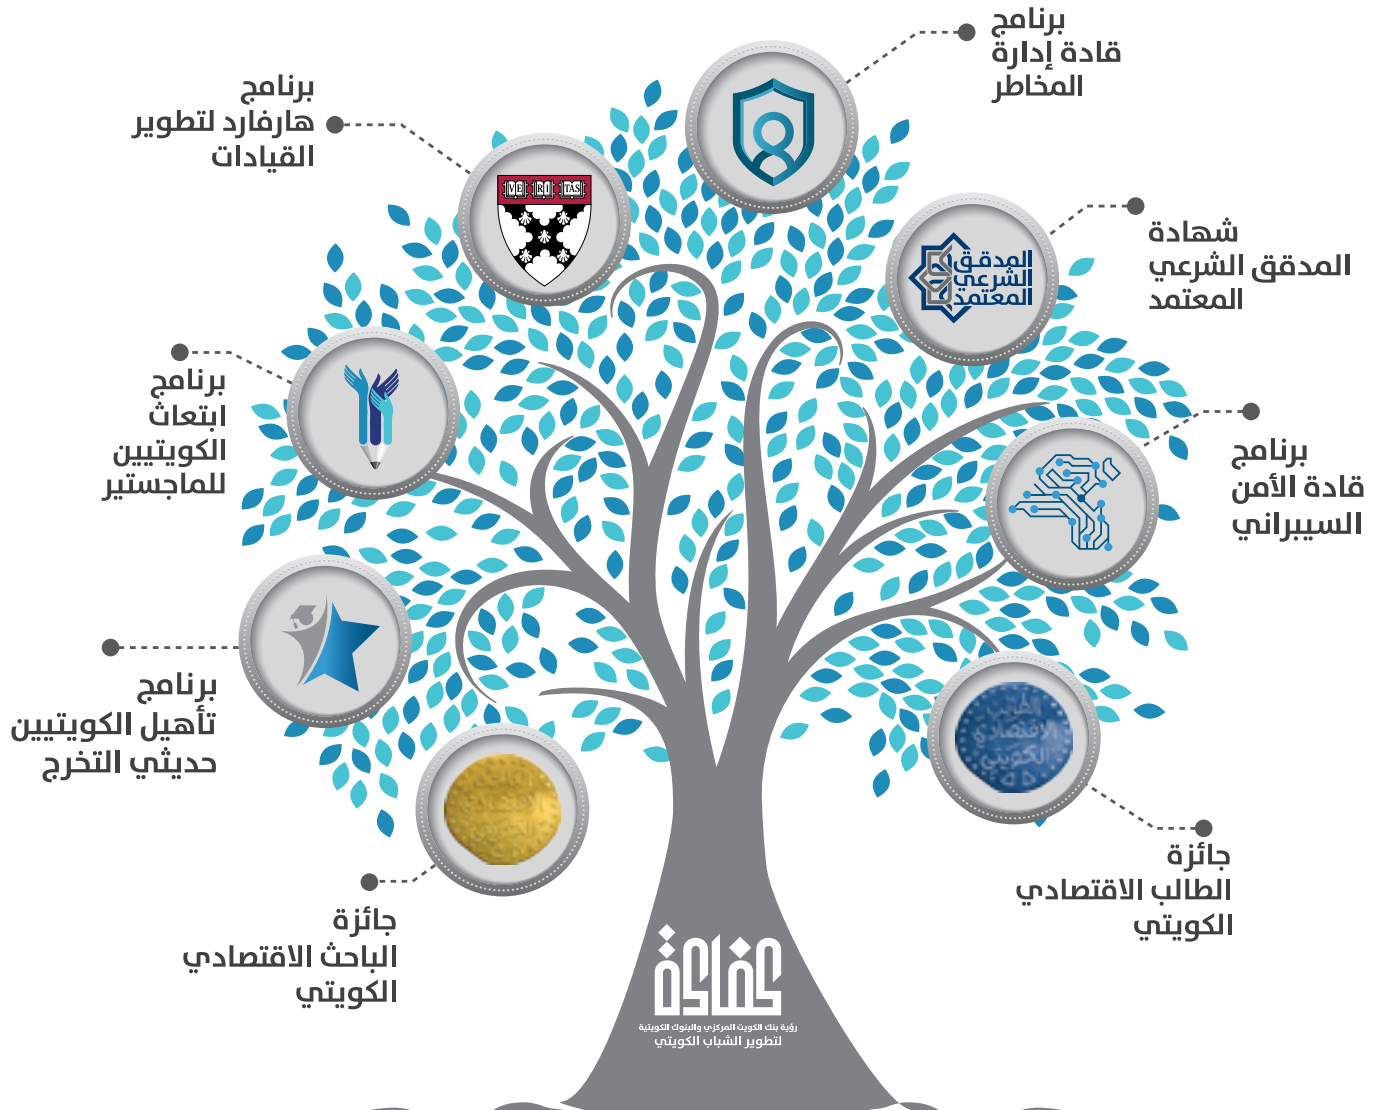 برنامج
قادة إدارة
المخاطر
برنامج
هارفارد لتطوير
القيادات
VE RI TAS
شهادة
المدقق الشرعي
المعتمد
المدقق
الشرعي
المعتمد
برنامج
ابتعاث
الكويتيين
للماجستير
برنامج
قادة الأمن
السيبراني
برنامج
تأهيل الكويتيين
حديثي التخرج
الاقتصادي
الكويتي
جائزة
الطالب الاقتصادي
الكويتي
جائزة
الباحث الاقتصادي
الكويتي
كفاءة
رؤية بنك الكويت المركزي والبنوك الكويتية
لتطوير الشباب الكويتي